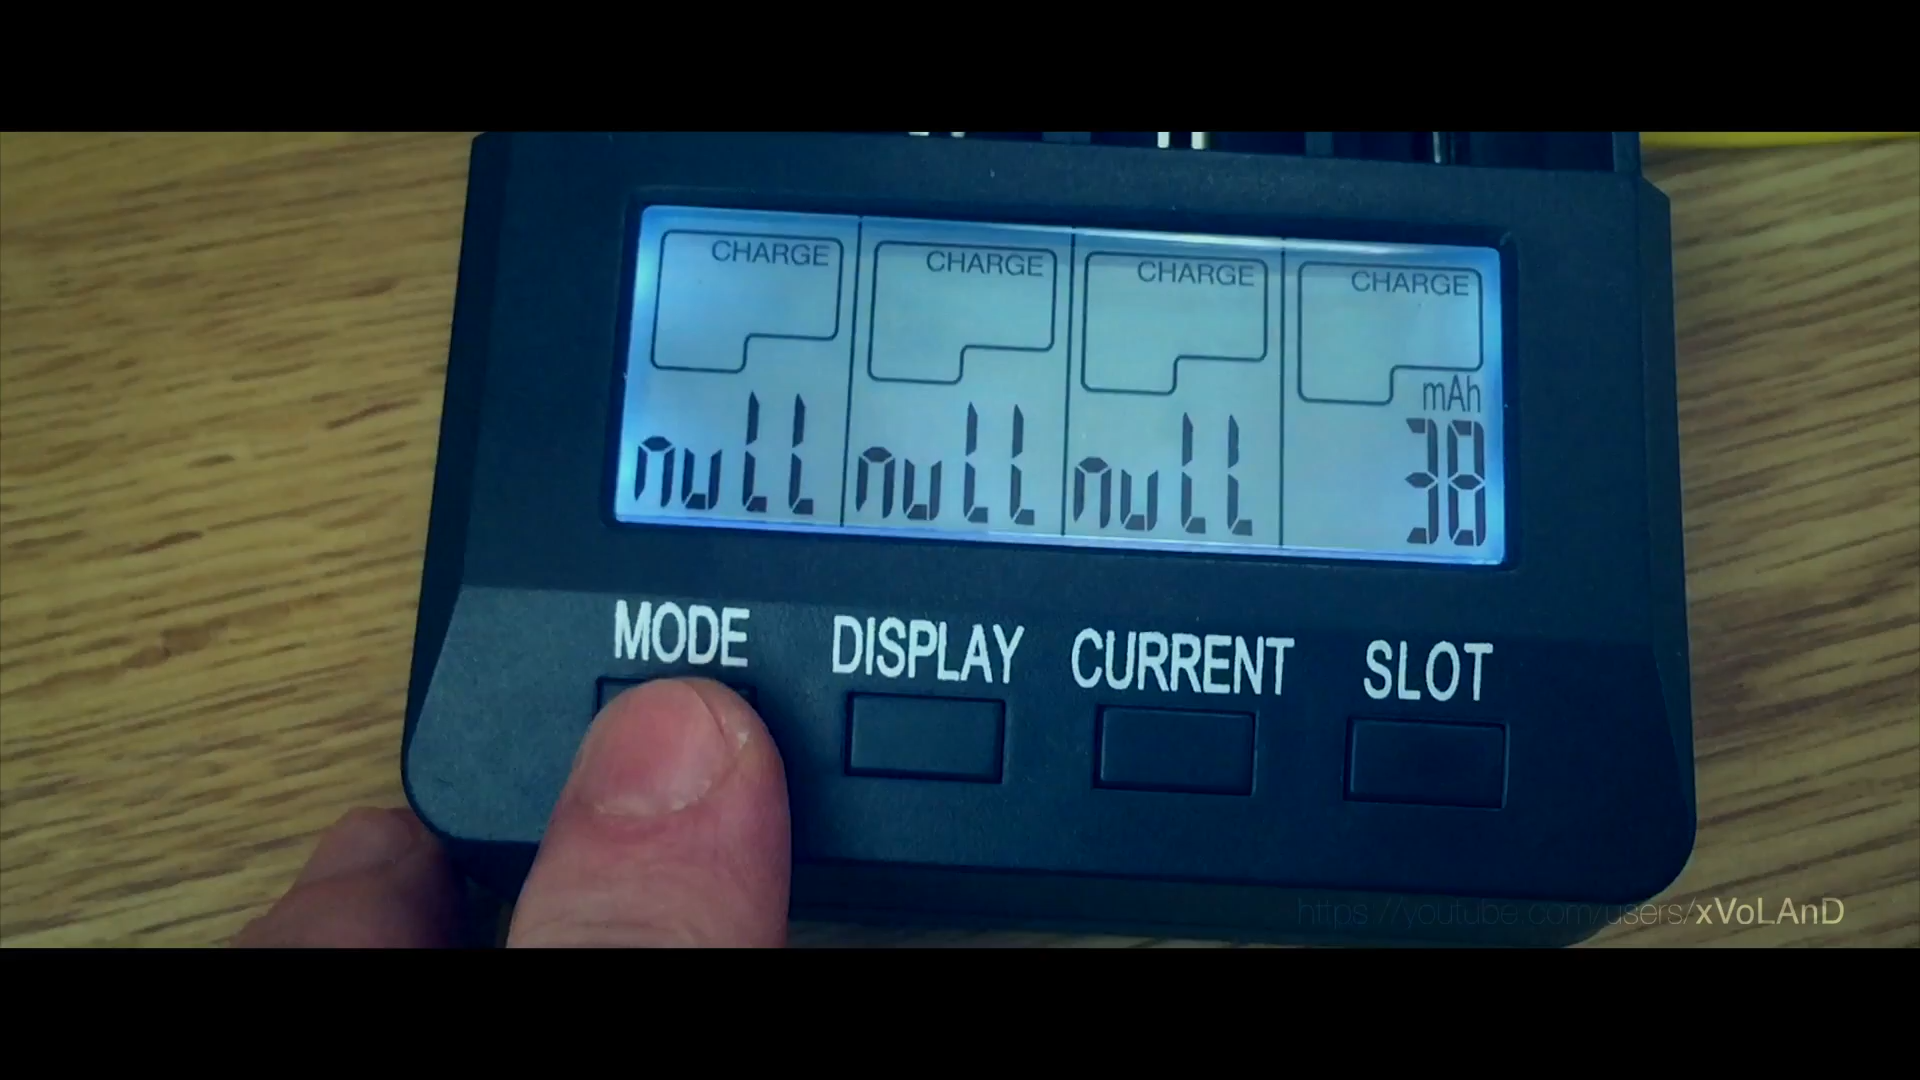 CHARGE CHARGE CHARGE CHARGE
mAh
null null null 38
MODE DISPLAY CURRENT SLOT
https://youtube.com/users/xVoLAnD